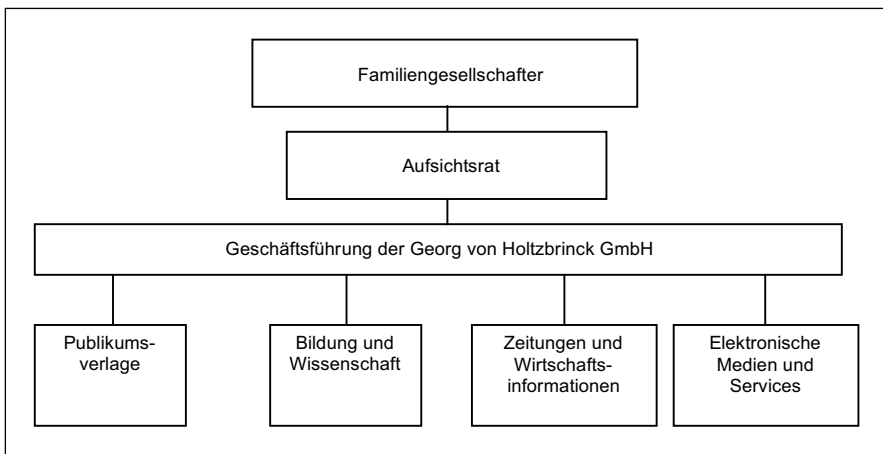 Familiengesellschafter
Aufsichtsrat
Geschäftsführung der Georg von Holtzbrinck GmbH
Publikums-
verlage
Bildung und
Wissenschaft
Zeitungen und
Wirtschafts-
informationen
Elektronische
Medien und
Services